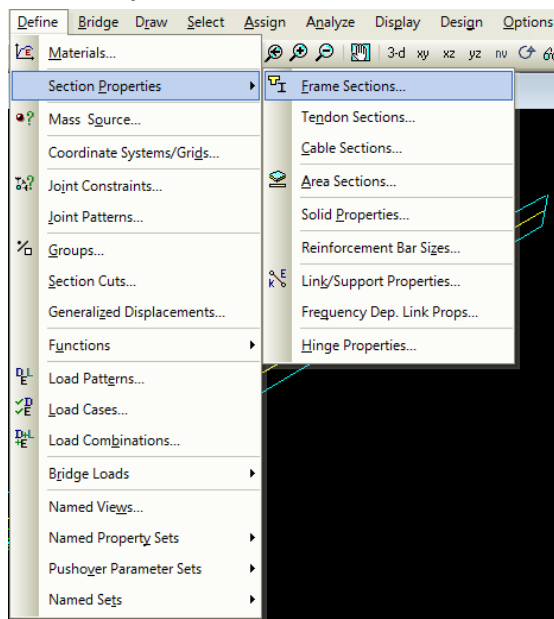 Define Bridge Draw Select Assign Analyze Display Design Options
3-d xy xz yz nv
Materials...
Section Properties
Mass Source...
Coordinate Systems/Grids...
Joint Constraints...
Joint Patterns...
Groups...
Section Cuts...
Generalized Displacements...
Functions
Load Patterns...
Load Cases...
Load Combinations...
Bridge Loads
Named Views...
Named Property Sets
Pushover Parameter Sets
Named Sets
Frame Sections...
Tendon Sections...
Cable Sections...
Area Sections...
Solid Properties...
Reinforcement Bar Sizes...
Link/Support Properties...
Frequency Dep. Link Props...
Hinge Properties...